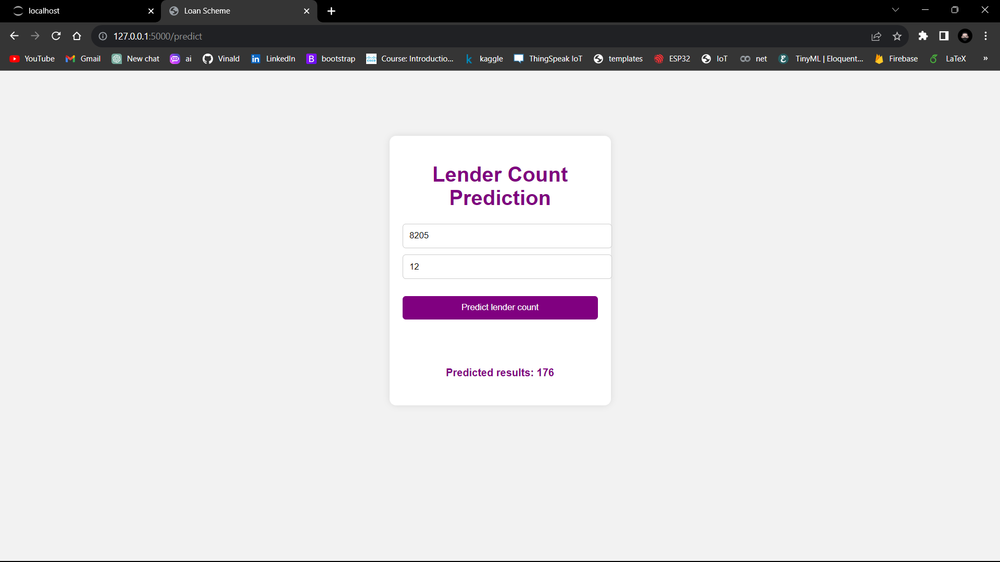 localhost
Loan Scheme
127.0.0.1:5000/predict
YouTube Gmail New chat ai Vinald LinkedIn bootstrap Course: Introductio... kaggle ThingSpeak IoT templates ESP32 IoT net TinyML | Eloquent... Firebase LaTeX »
Lender Count
Prediction
8205
12
Predict lender count
Predicted results: 176